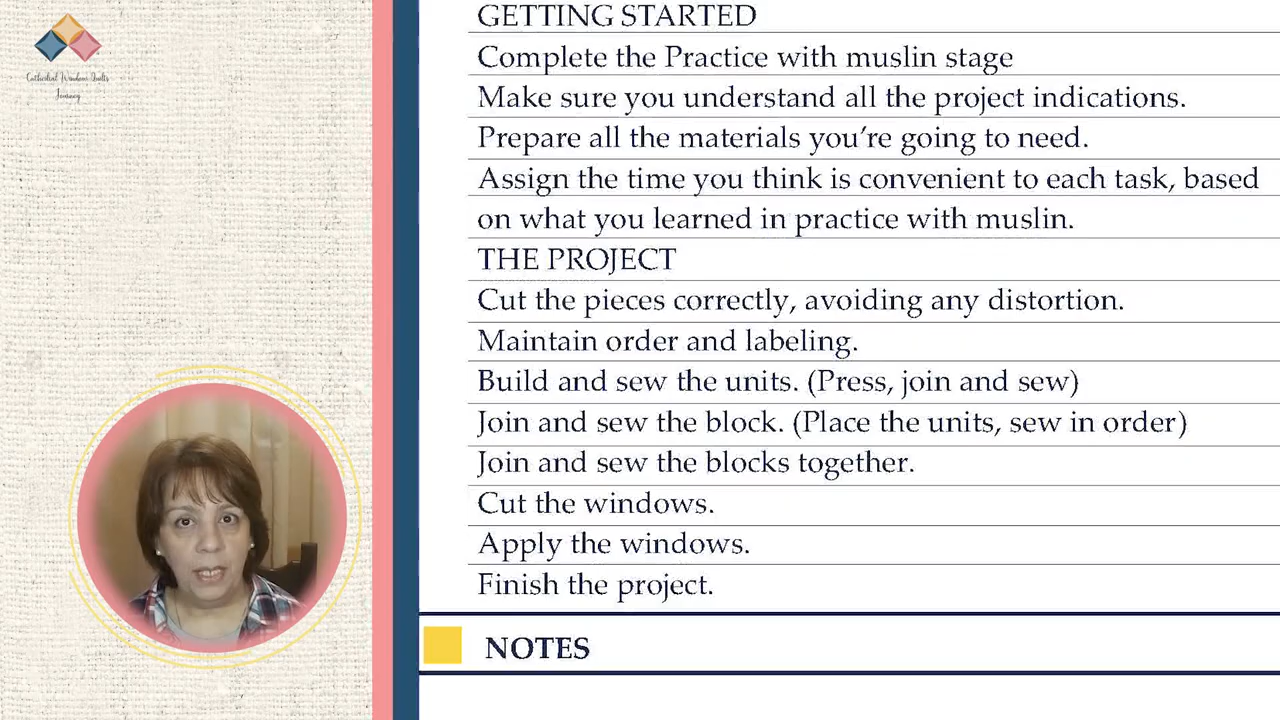 Cathedral Window Quilts
Journey
GETTING STARTED
Complete the Practice with muslin stage
Make sure you understand all the project indications.
Prepare all the materials you’re going to need.
Assign the time you think is convenient to each task, based
on what you learned in practice with muslin.
THE PROJECT
Cut the pieces correctly, avoiding any distortion.
Maintain order and labeling.
Build and sew the units. (Press, join and sew)
Join and sew the block. (Place the units, sew in order)
Join and sew the blocks together.
Cut the windows.
Apply the windows.
Finish the project.
NOTES